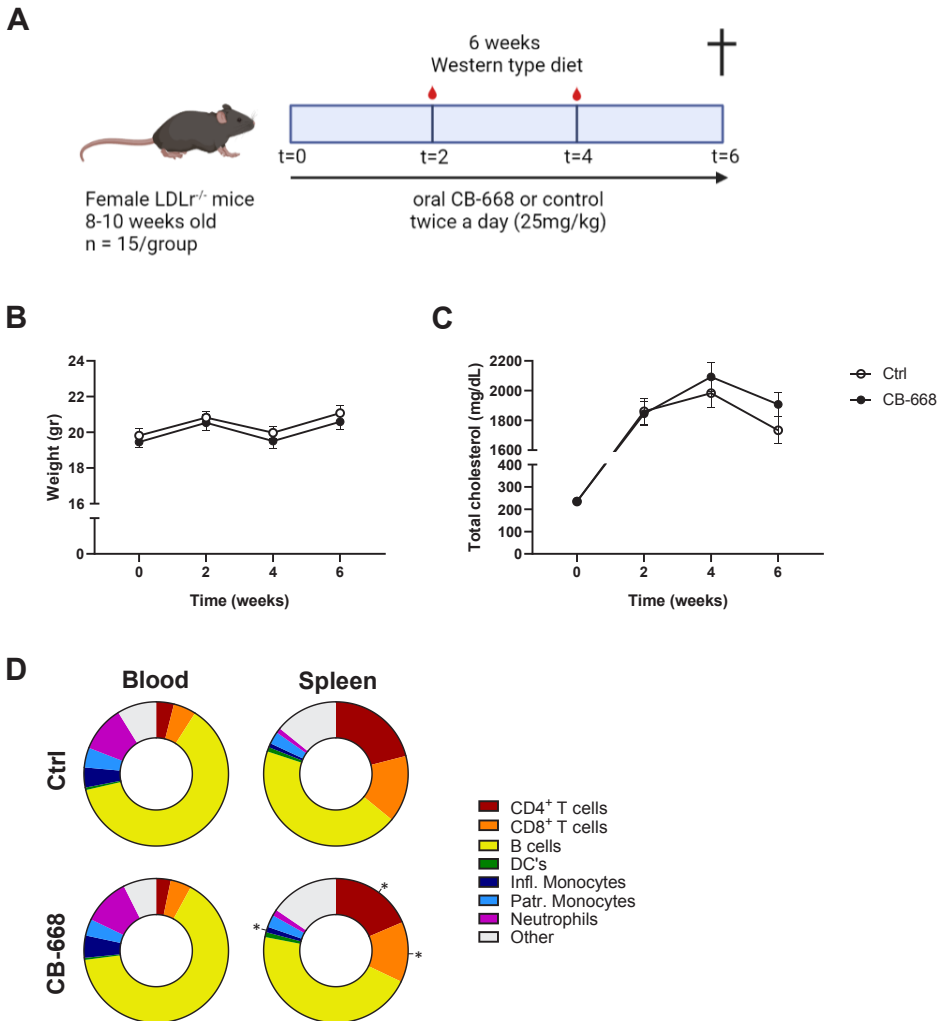 A
6 weeks
Western type diet
t=0
t=2
t=4
t=6
Female LDLr-/- mice
8-10 weeks old
n = 15/group
oral CB-668 or control
twice a day (25mg/kg)
B
Weight (gr)
24
22
20
18
16
0
0
2
4
6
Time (weeks)
C
Total cholesterol (mg/dL)
2200
2000
1800
1600
400
300
200
100
0
0
2
4
6
Time (weeks)
Ctrl
CB-668
D
Blood
Spleen
Ctrl
CB-668
*
*
*
CD4+ T cells
CD8+ T cells
B cells
DC's
Infl. Monocytes
Patr. Monocytes
Neutrophils
Other